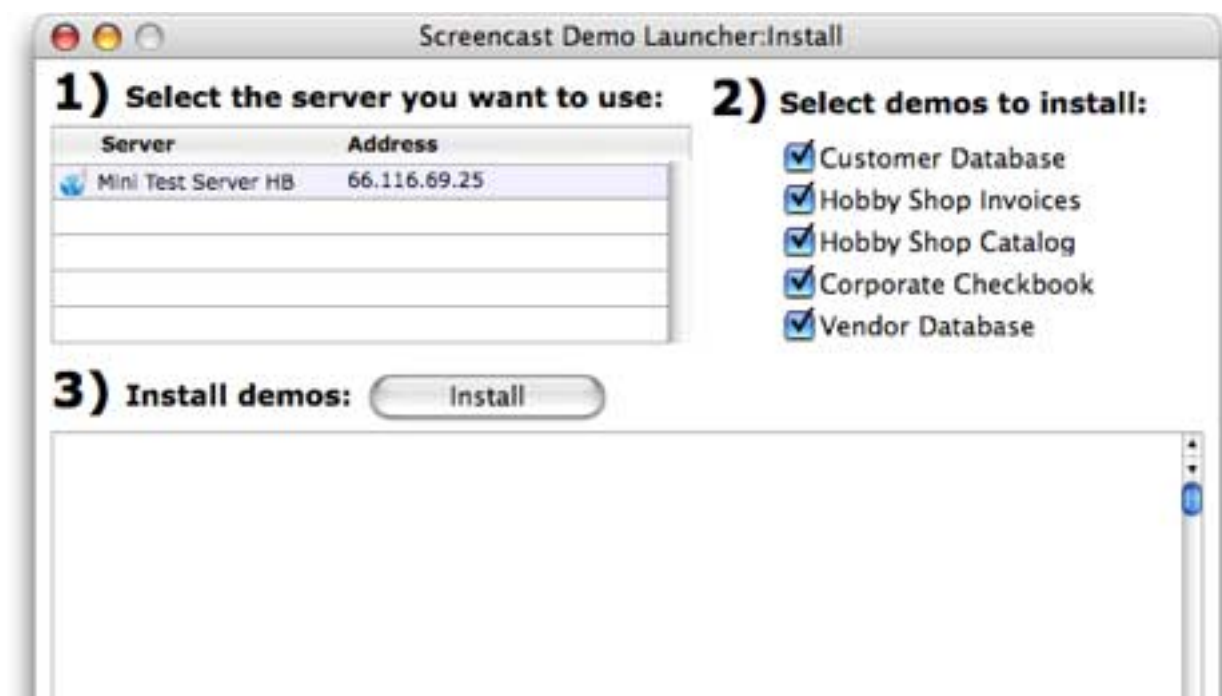 Screencast Demo Launcher:Install
1) Select the server you want to use:
Server Address
Mini Test Server HB 66.116.69.25
2) Select demos to install:
Customer Database
Hobby Shop Invoices
Hobby Shop Catalog
Corporate Checkbook
Vendor Database
3) Install demos: Install